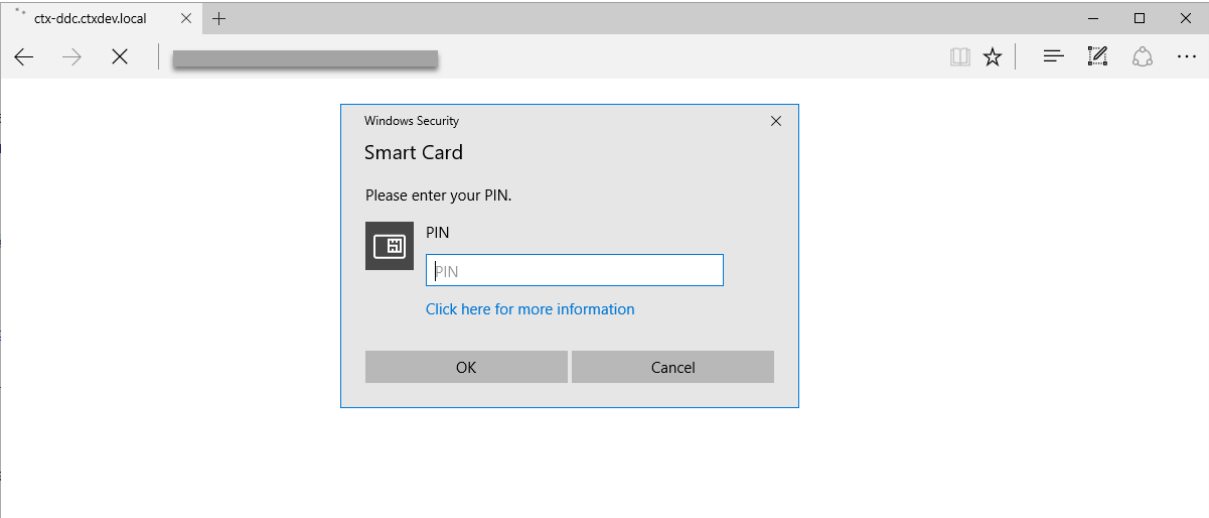 ctx-ddc.ctxdev.local
Windows Security
Smart Card
Please enter your PIN.
PIN
PIN
Click here for more information
OK Cancel